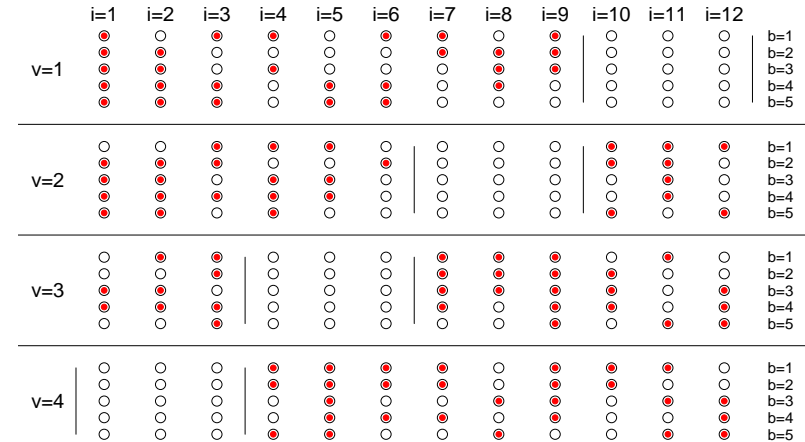 i=1 i=2 i=3 i=4 i=5 i=6 i=7 i=8 i=9 i=10 i=11 i=12
b=1
b=2
v=1 b=3
b=4
b=5
b=1
b=2
v=2 b=3
b=4
b=5
b=1
b=2
v=3 b=3
b=4
b=5
b=1
b=2
v=4 b=3
b=4
b=5